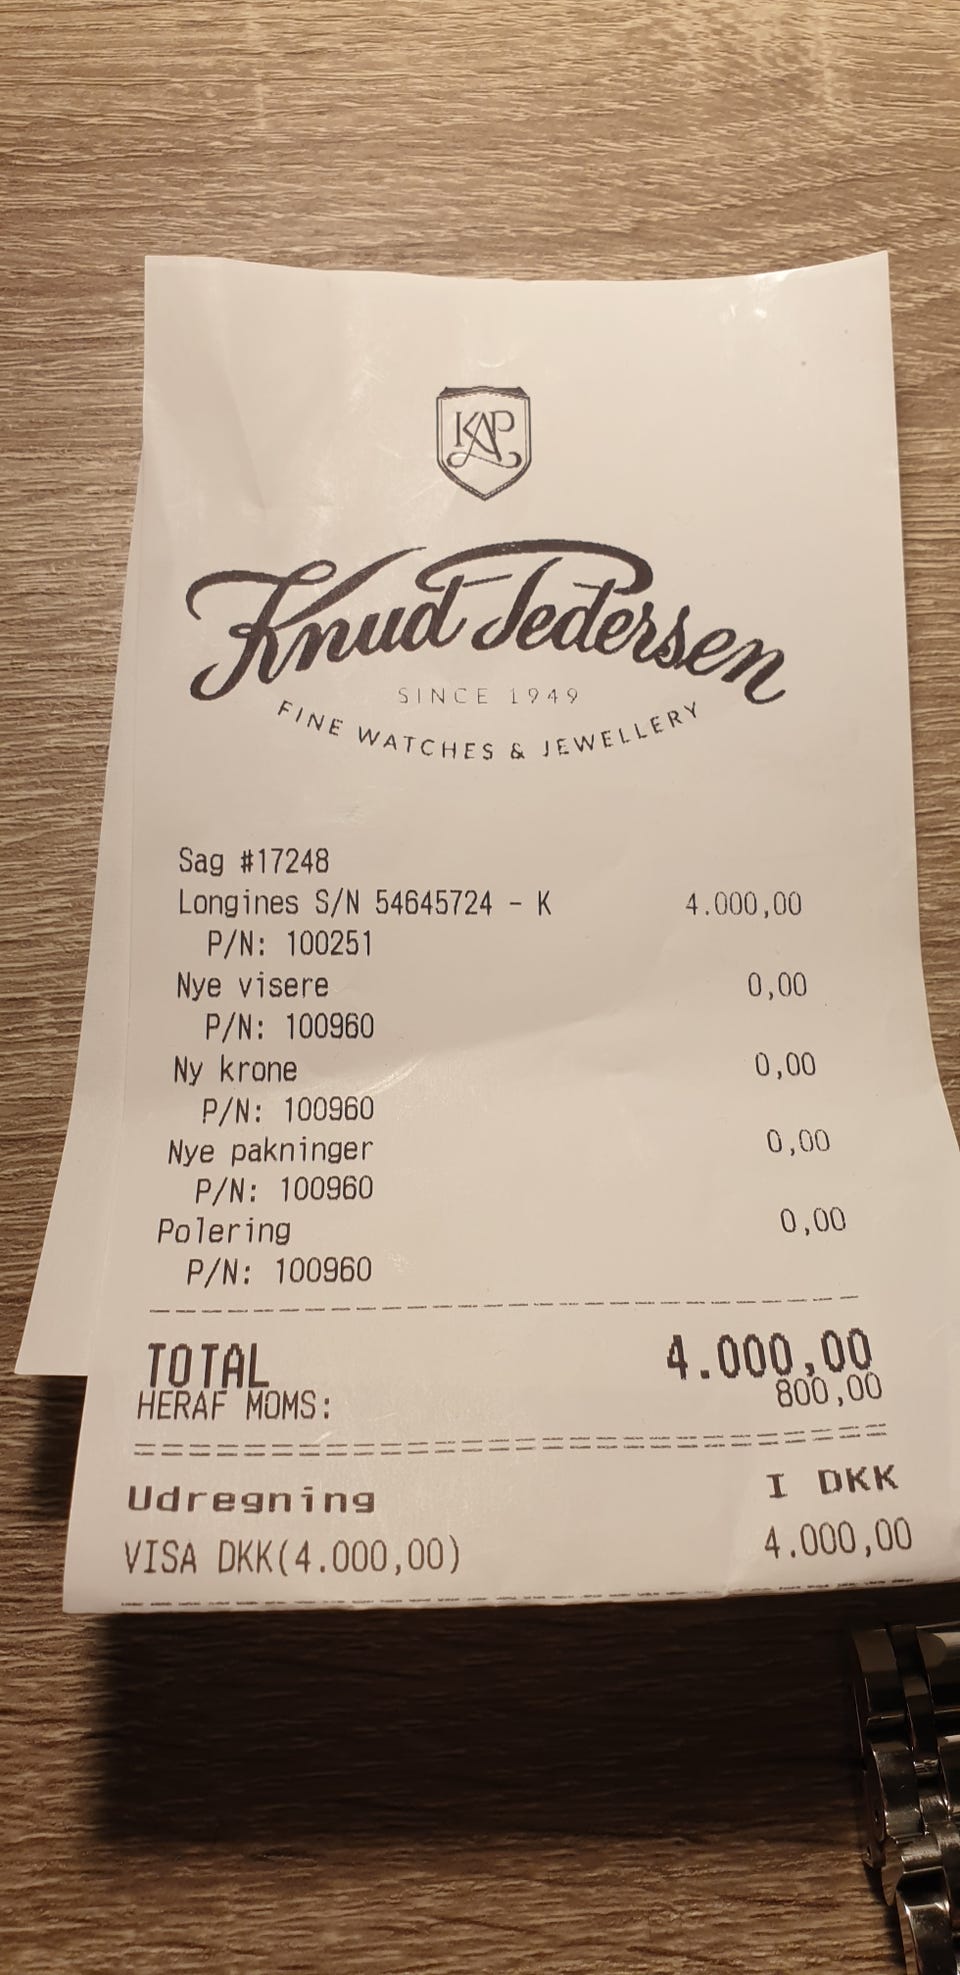 KAP
Knud Pedersen
SINCE 1949
FINE WATCHES & JEWELLERY
Sag #17248
Longines S/N 54645724 - K 4.000,00
P/N: 100251
Nye visere 0,00
P/N: 100960
Ny krone 0,00
P/N: 100960
Nye pakninger 0,00
P/N: 100960
Polering 0,00
P/N: 100960
TOTAL 4.000,00
HERAF MOMS: 800,00
Udregning I DKK
VISA DKK(4.000,00) 4.000,00